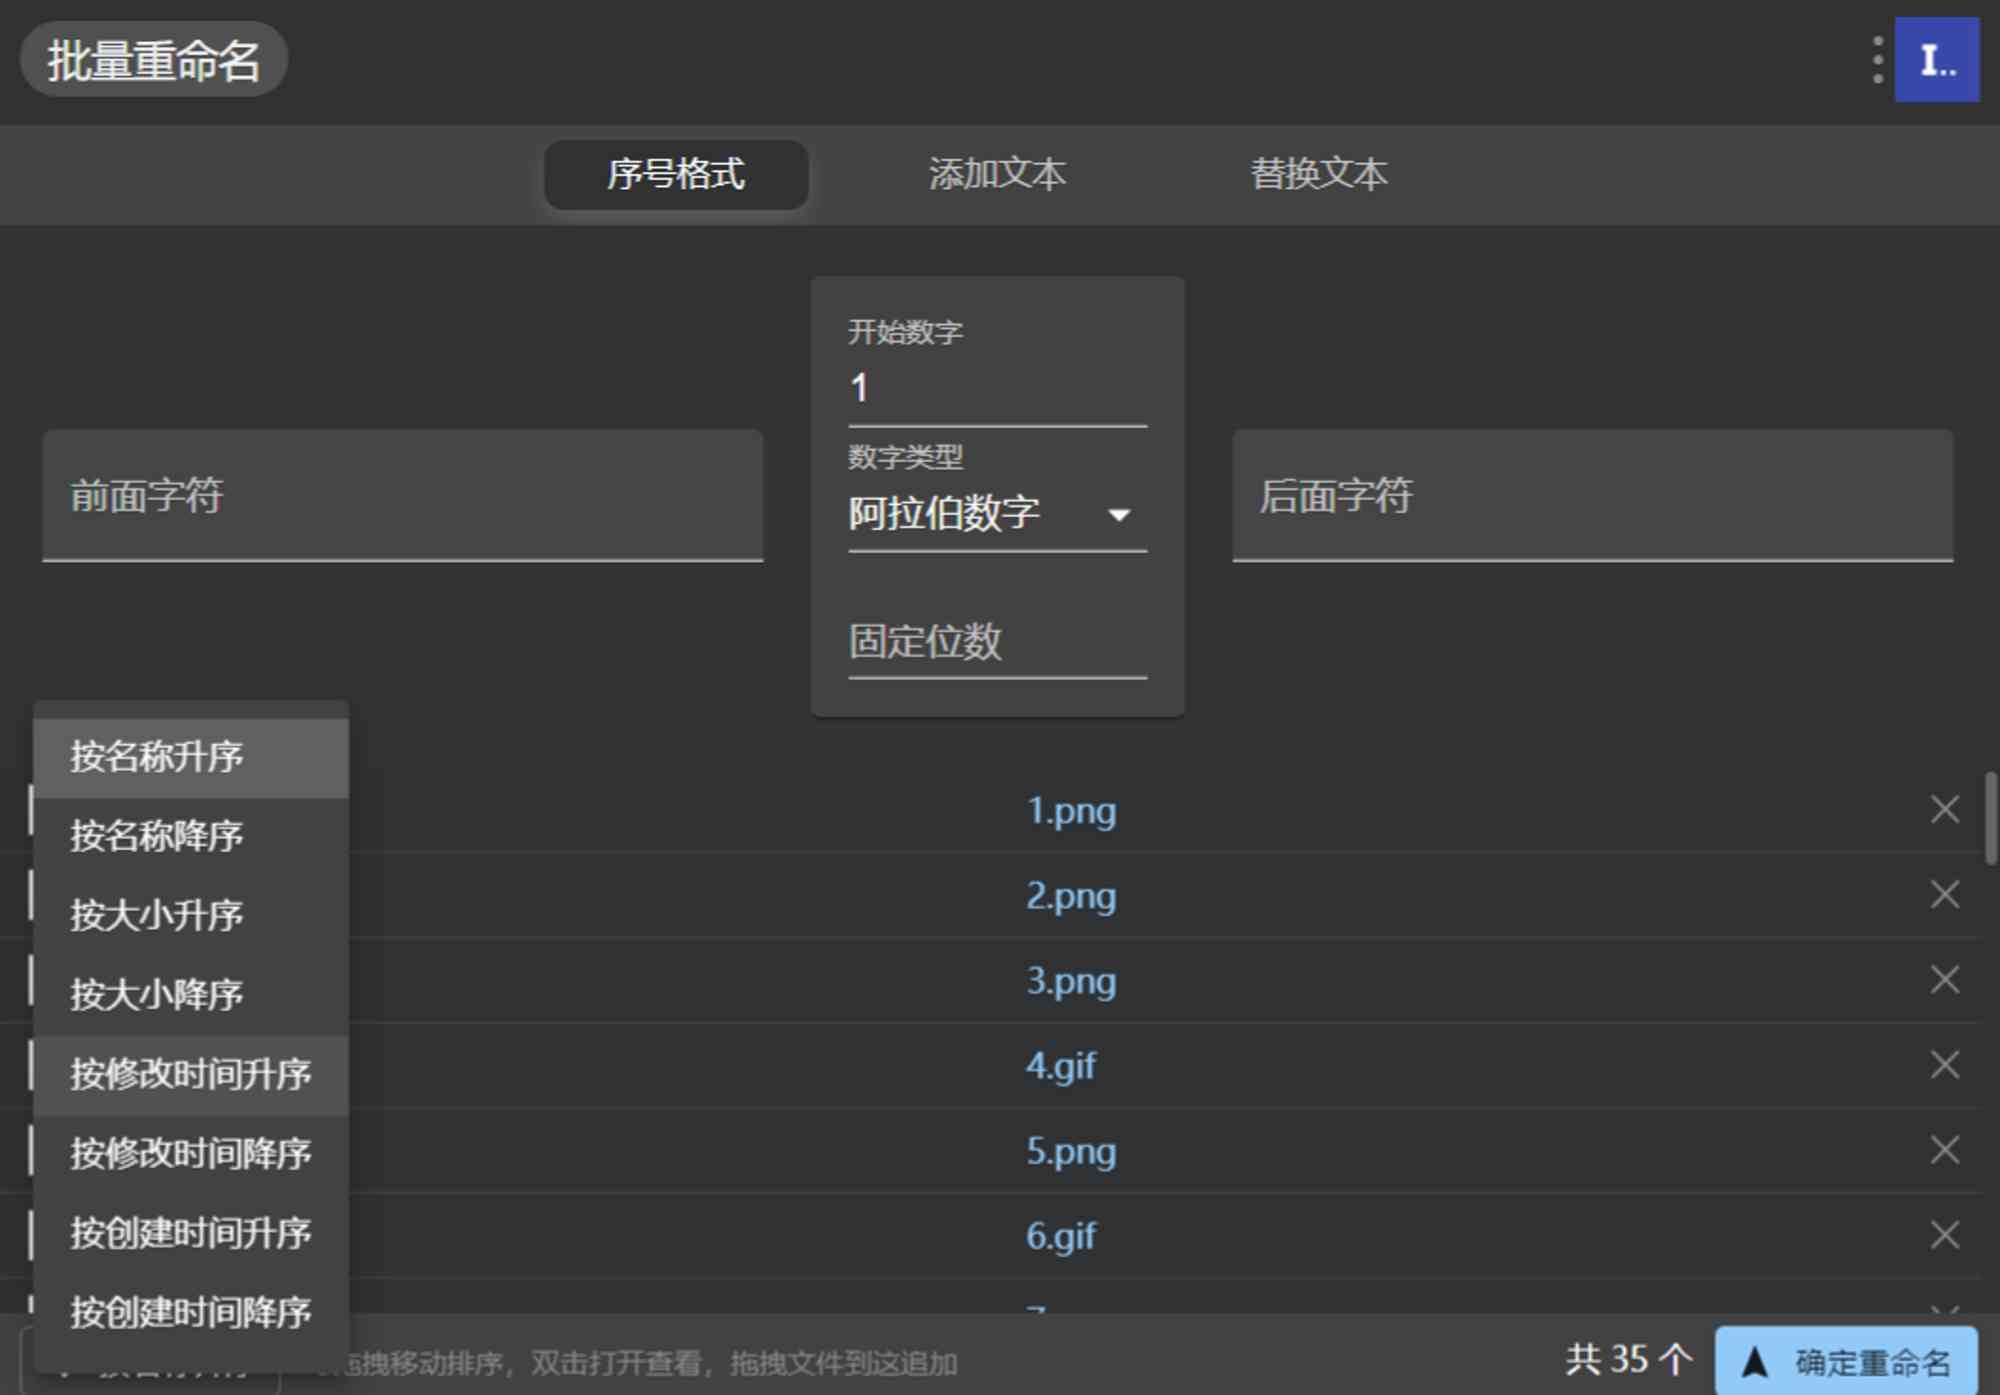 批量重命名
I..
序号格式
添加文本
替换文本
开始数字
1
数字类型
阿拉伯数字
固定位数
前面字符
后面字符
按名称升序
按名称降序
按大小升序
按大小降序
按修改时间升序
按修改时间降序
按创建时间升序
按创建时间降序
1.png
2.png
3.png
4.gif
5.png
6.gif
拖拽移动排序，双击打开查看，拖拽文件到这追加
共 35 个
确定重命名